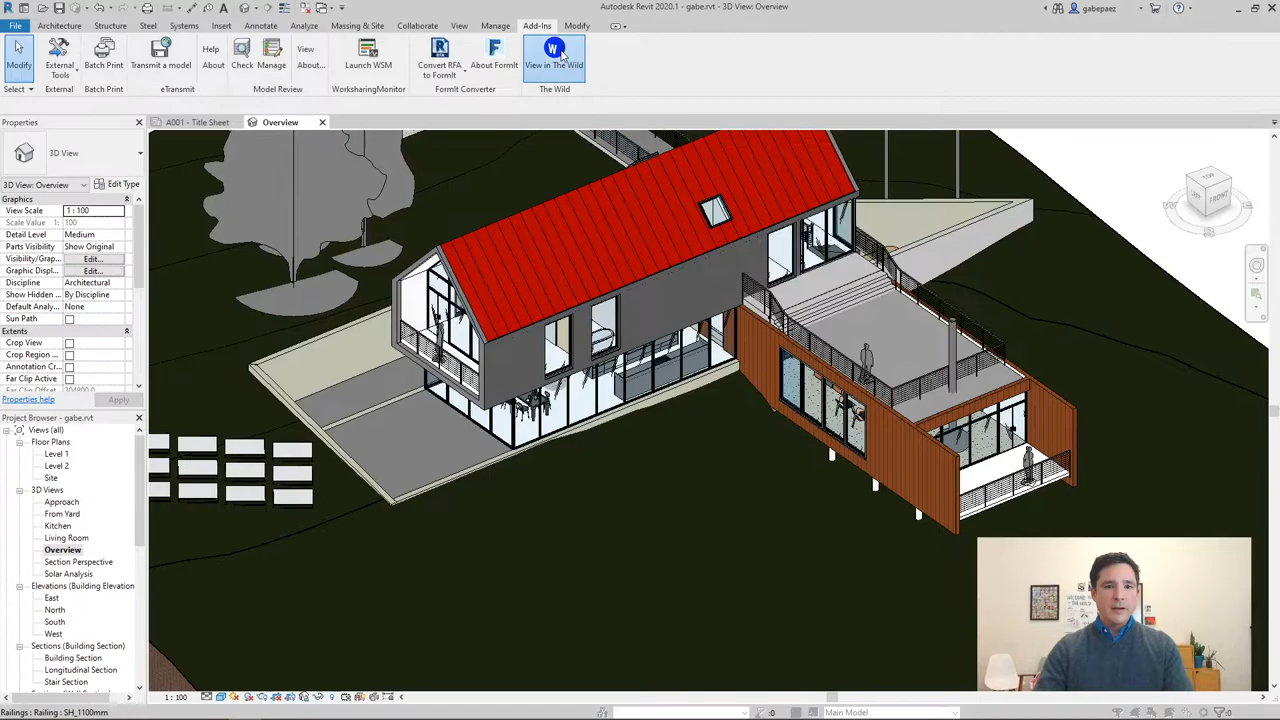 Autodesk Revit 2020.1 - gabe.rvt - 3D View: Overview
gabepaez
File
Architecture
Structure
Steel
Systems
Insert
Annotate
Analyze
Massing & Site
Collaborate
View
Manage
Add-Ins
Modify
Modify
External
Tools
Batch Print
Transmit a model
Help
About
Check
Manage
View
About...
Launch WSM
Convert RFA
to FormIt
About FormIt
W
View in The Wild
Select
External
Batch Print
eTransmit
Model Review
WorksharingMonitor
FormIt Converter
The Wild
Properties
A001 - Title Sheet
Overview
3D View
3D View: Overview
Edit Type
Graphics
View Scale
1 : 100
Scale Value 1:
100
Detail Level
Medium
Parts Visibility
Show Original
Visibility/Grap...
Edit...
Graphic Displ...
Edit...
Discipline
Architectural
Show Hidden
By Discipline
Default Analy...
None
Sun Path
Extents
Crop View
Crop Region
Annotation Cr...
Far Clip Active
Far Clip Offset
304800.0
Properties help
Apply
Project Browser - gabe.rvt
Views (all)
Floor Plans
Level 1
Level 2
Site
3D Views
Approach
From Yard
Kitchen
Living Room
Overview
Section Perspective
Solar Analysis
Elevations (Building Elevation
East
North
South
West
Sections (Building Section)
Building Section
Longitudinal Section
Stair Section
FRONT
1 : 100
Railings : Railing : SH_1100mm
:0
Main Model
:0